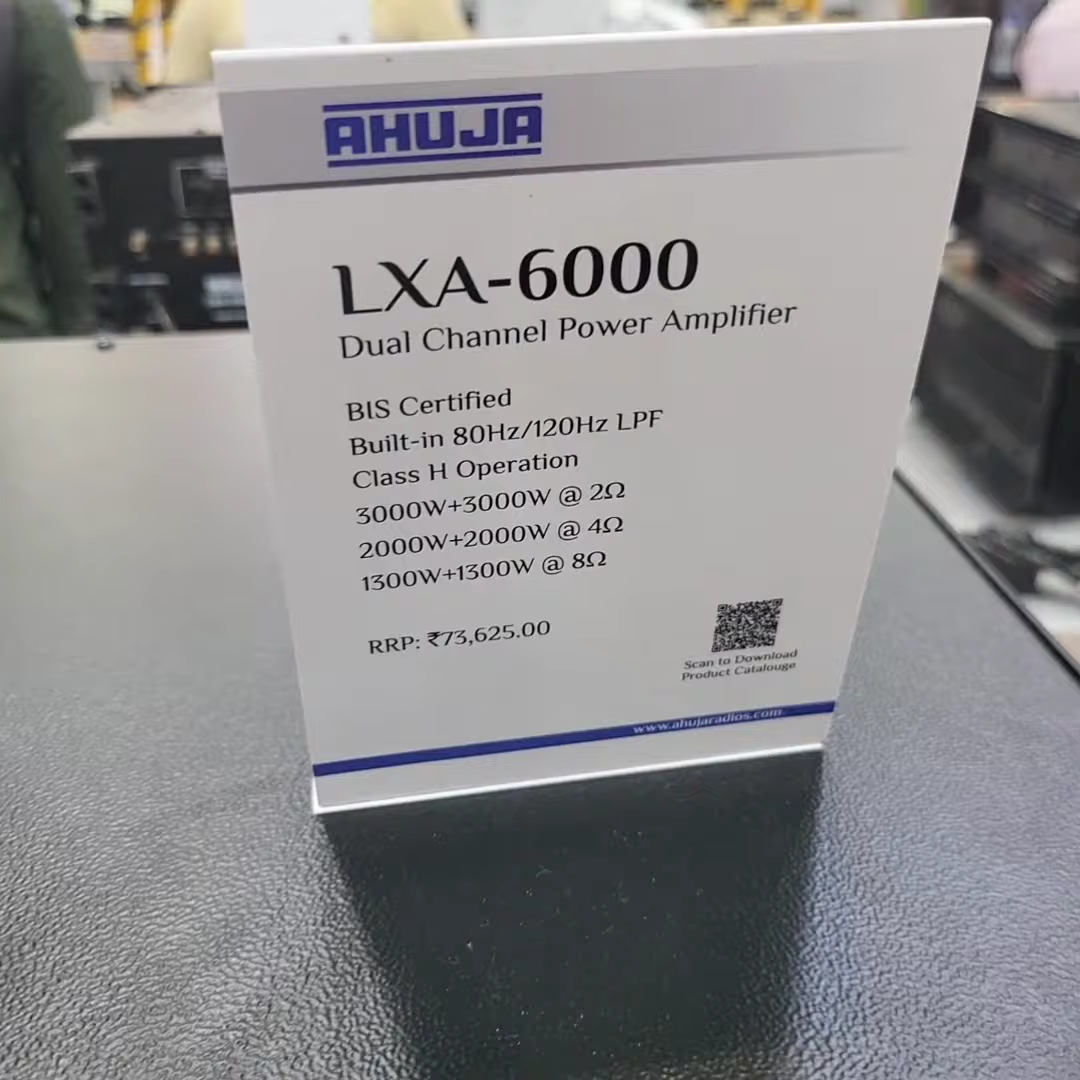 AHUJA
LXA-6000
Dual Channel Power Amplifier
BIS Certified
Built-in 80Hz/120Hz LPF
Class H Operation
3000W+3000W @ 2Ω
2000W+2000W @ 4Ω
1300W+1300W @ 8Ω
RRP: ₹73,625.00
Scan to Download
Product Catalouge
www.ahujaradios.com